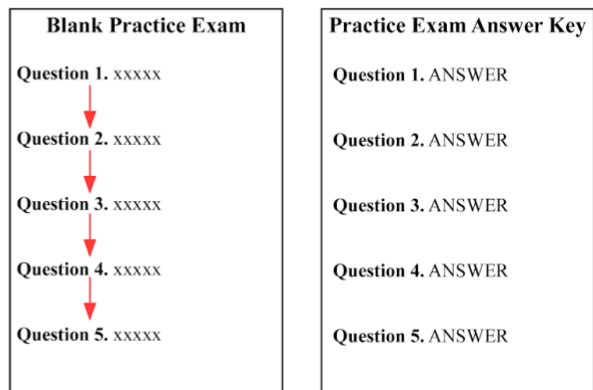 Blank Practice Exam
Question 1. xxxxx
Question 2. xxxxx
Question 3. xxxxx
Question 4. xxxxx
Question 5. xxxxx
Practice Exam Answer Key
Question 1. ANSWER
Question 2. ANSWER
Question 3. ANSWER
Question 4. ANSWER
Question 5. ANSWER